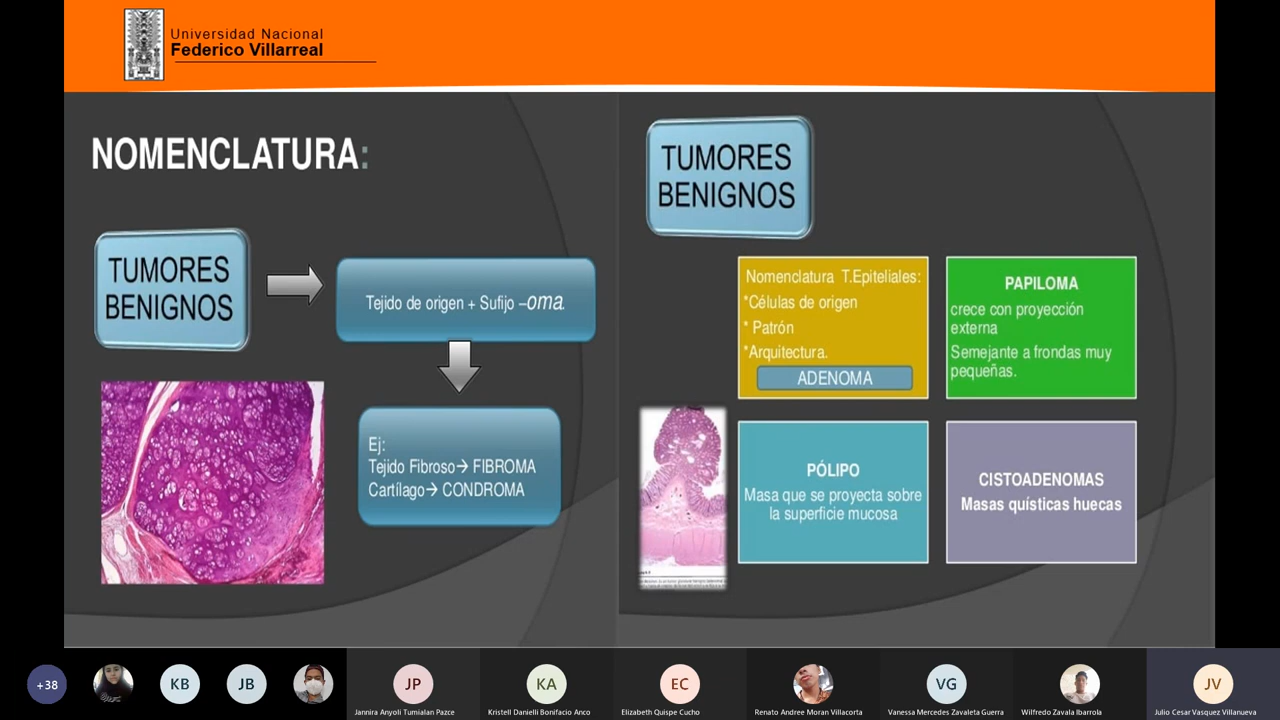 Universidad Nacional
Federico Villarreal
NOMENCLATURA:
TUMORES
BENIGNOS
Tejido de origen + Sufijo –oma.
Ej:
Tejido Fibroso→ FIBROMA
Cartílago→ CONDROMA
TUMORES
BENIGNOS
Nomenclatura T.Epiteliales:
*Células de origen
* Patrón
*Arquitectura.
ADENOMA
PAPILOMA
crece con proyección
externa
Semejante a frondas muy
pequeñas.
PÓLIPO
Masa que se proyecta sobre
la superficie mucosa
CISTOADENOMAS
Masas quísticas huecas
+38
KB
JB
JP
KA
EC
VG
JV
Jannira Anyoli Tumialan Pazce
Kristell Danielli Bonifacio Anco
Elizabeth Quispe Cucho
Renato Andree Moran Villacorta
Vanessa Mercedes Zavaleta Guerra
Wilfredo Zavala Ibarrola
Julio Cesar Vasquez Villanueva